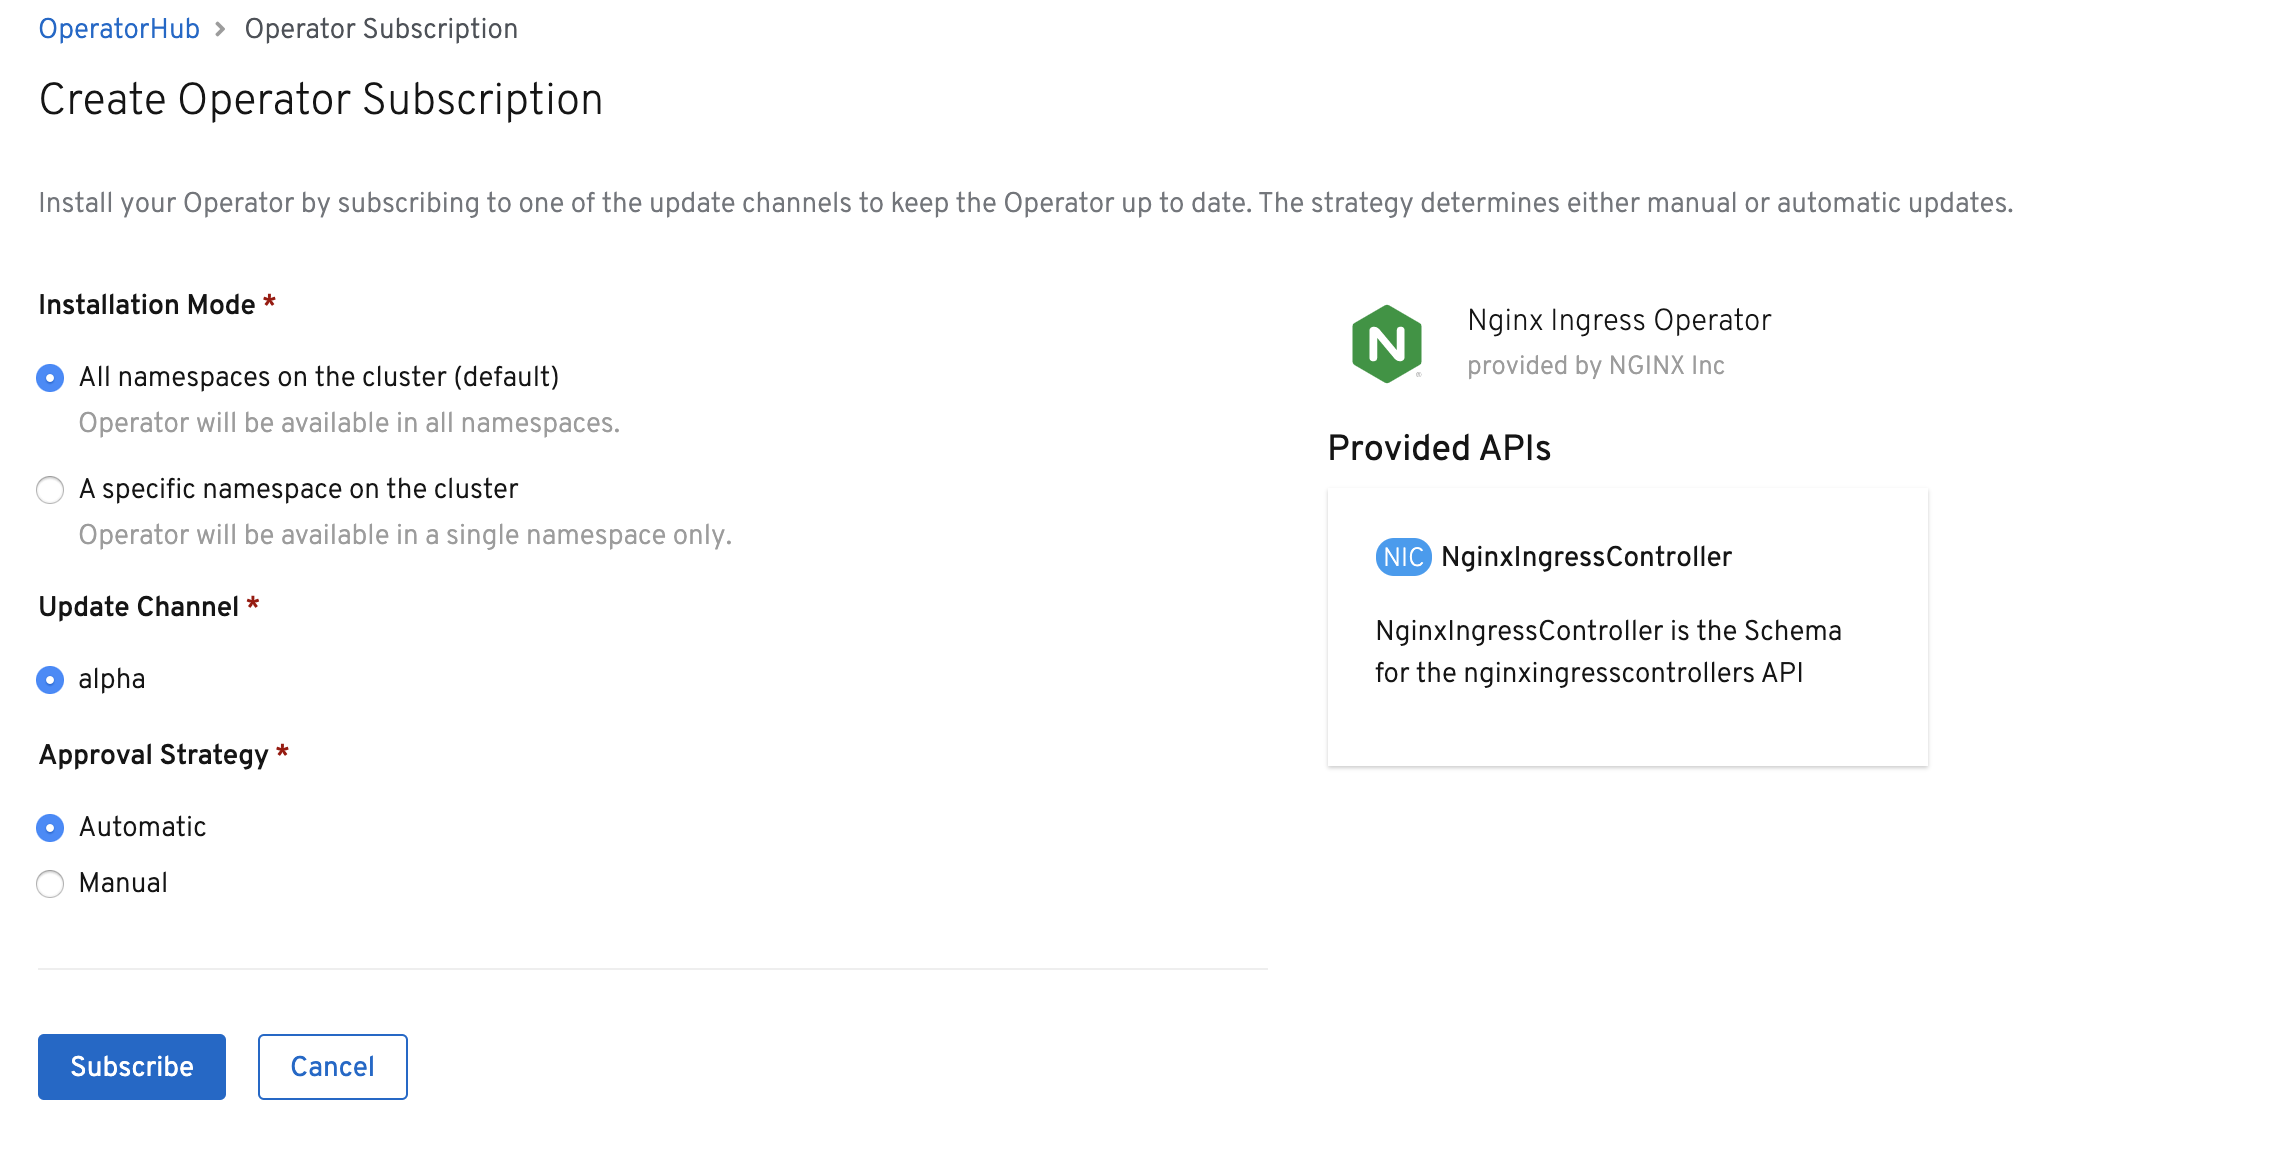 OperatorHub > Operator Subscription
Create Operator Subscription
Install your Operator by subscribing to one of the update channels to keep the Operator up to date. The strategy determines either manual or automatic updates.
Installation Mode *
All namespaces on the cluster (default)
Operator will be available in all namespaces.
A specific namespace on the cluster
Operator will be available in a single namespace only.
Update Channel *
alpha
Approval Strategy *
Automatic
Manual
Subscribe
Cancel
N ®
Nginx Ingress Operator
provided by NGINX Inc
Provided APIs
NIC NginxIngressController
NginxIngressController is the Schema
for the nginxingresscontrollers API